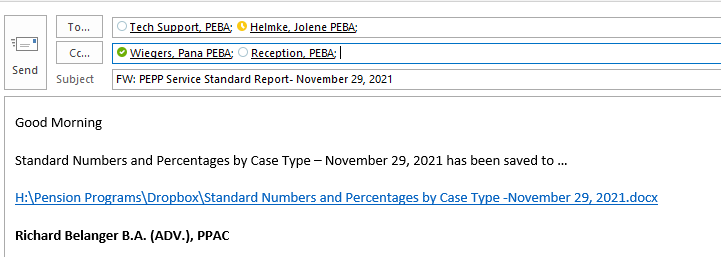 To... Tech Support, PEBA; Helmke, Jolene PEBA;
Cc... Wiegers, Pana PEBA; Reception, PEBA;
Send
Subject FW: PEPP Service Standard Report- November 29, 2021
Good Morning
Standard Numbers and Percentages by Case Type – November 29, 2021 has been saved to …
H:\Pension Programs\Dropbox\Standard Numbers and Percentages by Case Type -November 29, 2021.docx
Richard Belanger B.A. (ADV.), PPAC